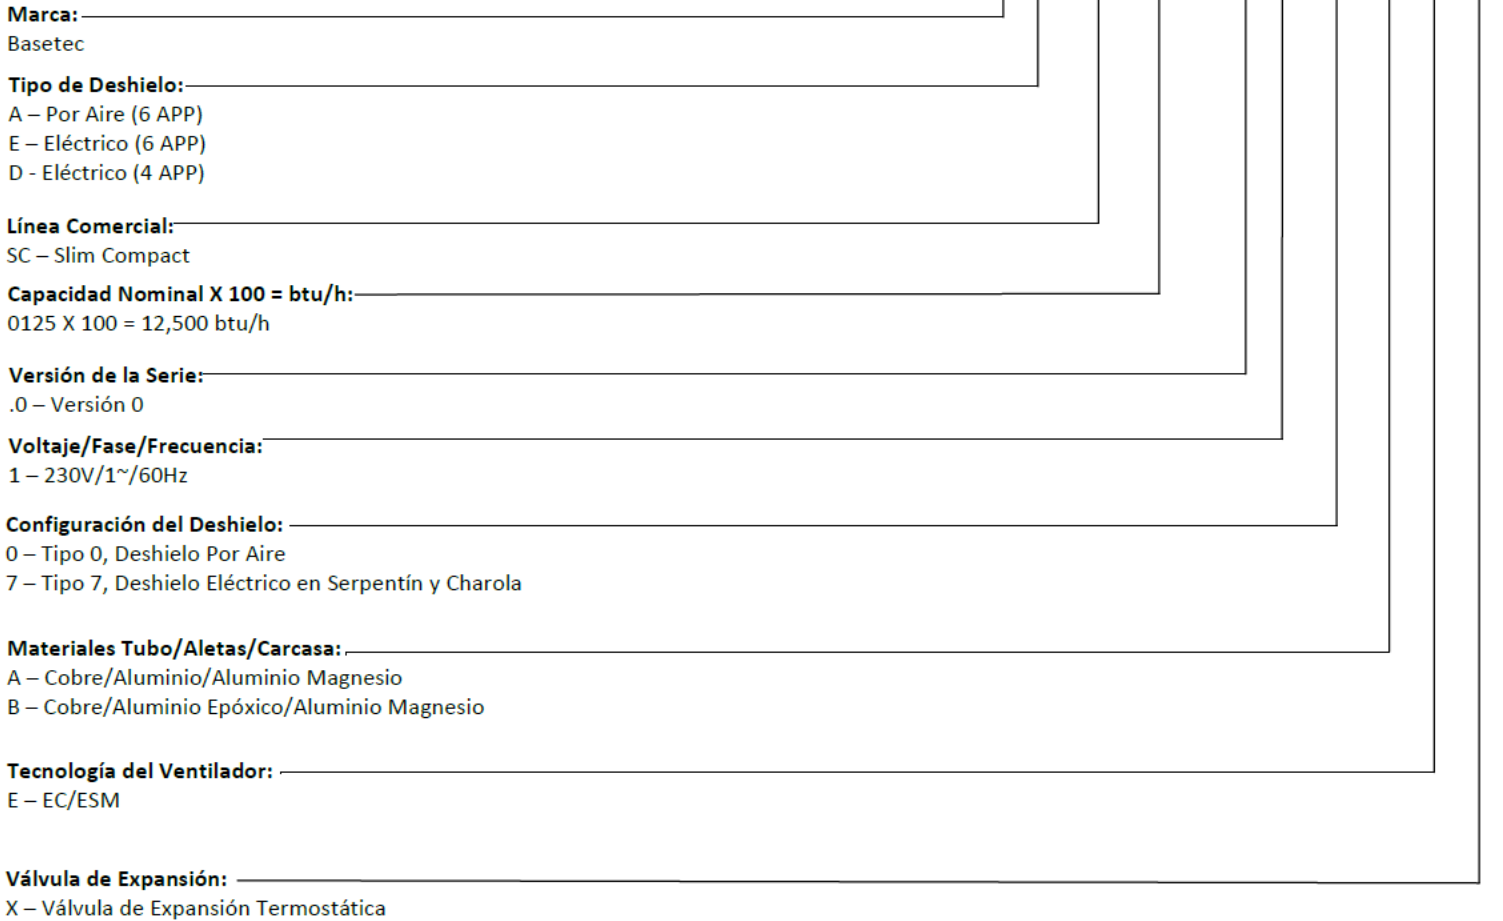 Marca:
Basetec
Tipo de Deshielo:
A – Por Aire (6 APP)
E – Eléctrico (6 APP)
D - Eléctrico (4 APP)
Línea Comercial:
SC – Slim Compact
Capacidad Nominal X 100 = btu/h:
0125 X 100 = 12,500 btu/h
Versión de la Serie:
.0 – Versión 0
Voltaje/Fase/Frecuencia:
1 – 230V/1~/60Hz
Configuración del Deshielo:
0 – Tipo 0, Deshielo Por Aire
7 – Tipo 7, Deshielo Eléctrico en Serpentín y Charola
Materiales Tubo/Aletas/Carcasa:
A – Cobre/Aluminio/Aluminio Magnesio
B – Cobre/Aluminio Epóxico/Aluminio Magnesio
Tecnología del Ventilador:
E – EC/ESM
Válvula de Expansión:
X – Válvula de Expansión Termostática